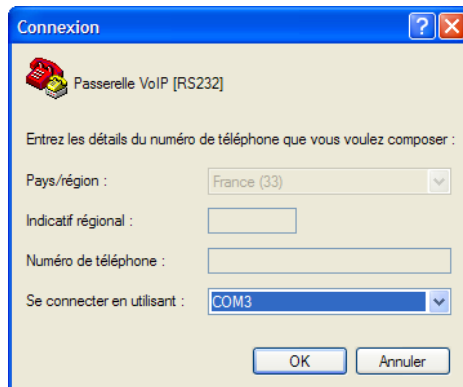 Connexion
Passerelle VoIP [RS232]
Entrez les détails du numéro de téléphone que vous voulez composer :
Pays/région : France (33)
Indicatif régional :
Numéro de téléphone :
Se connecter en utilisant : COM3
OK Annuler